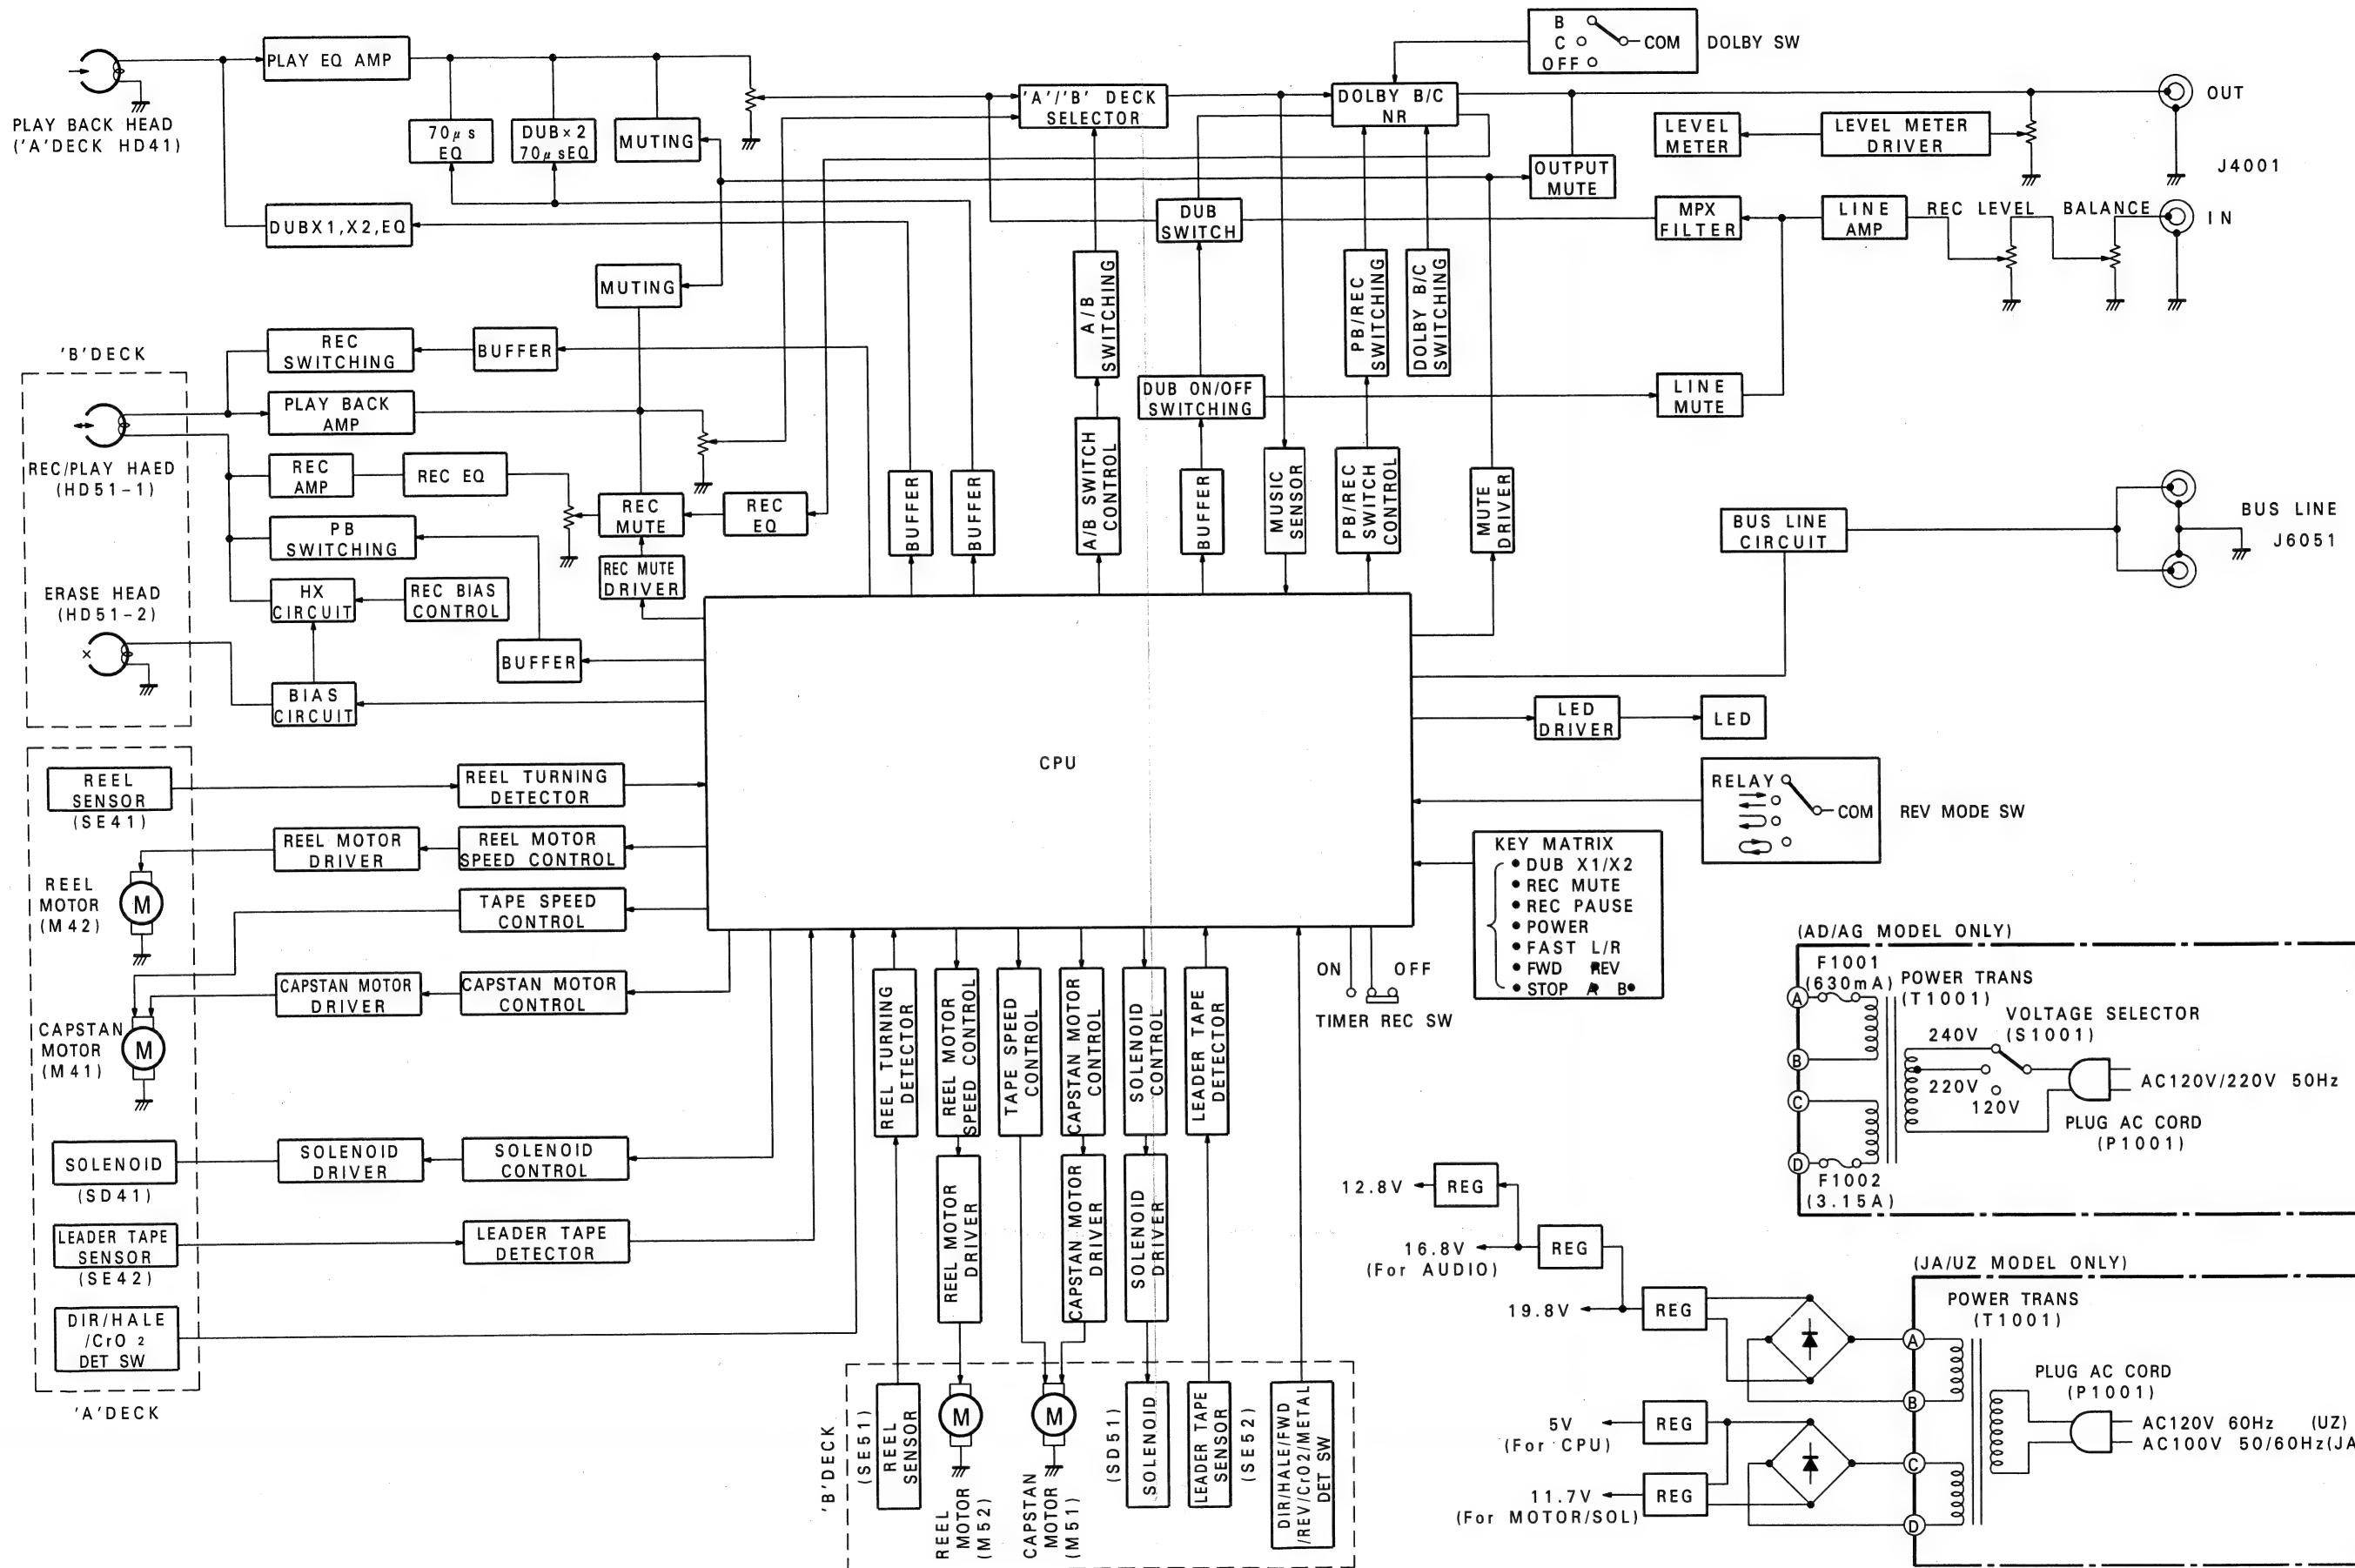 B
C
OFF
COM
DOLBY SW
PLAY EQ AMP
PLAY BACK HEAD
('A'DECK HD41)
70μs
EQ
DUB×2
70μsEQ
MUTING
'A'/'B' DECK
SELECTOR
DOLBY B/C
NR
OUT
LEVEL
METER
LEVEL METER
DRIVER
J4001
OUTPUT
MUTE
DUBX1,X2,EQ
DUB
SWITCH
MPX
FILTER
LINE
AMP
REC LEVEL
BALANCE
IN
MUTING
A/B
SWITCHING
PB/REC
SWITCHING
DOLBY B/C
SWITCHING
'B'DECK
REC
SWITCHING
BUFFER
PLAY BACK
AMP
DUB ON/OFF
SWITCHING
LINE
MUTE
REC/PLAY HAED
(HD51-1)
REC
AMP
REC EQ
REC
MUTE
REC
EQ
BUFFER
BUFFER
A/B SWITCH
CONTROL
BUFFER
MUSIC
SENSOR
PB/REC
SWITCH
CONTROL
MUTE
DRIVER
BUS LINE
CIRCUIT
BUS LINE
J6051
PB
SWITCHING
REC MUTE
DRIVER
ERASE HEAD
(HD51-2)
HX
CIRCUIT
REC BIAS
CONTROL
BUFFER
BIAS
CIRCUIT
LED
DRIVER
LED
CPU
REEL
SENSOR
(SE41)
REEL TURNING
DETECTOR
RELAY
COM
REV MODE SW
REEL MOTOR
DRIVER
REEL MOTOR
SPEED CONTROL
REEL
MOTOR
(M42)
M
TAPE SPEED
CONTROL
KEY MATRIX
• DUB X1/X2
• REC MUTE
• REC PAUSE
• POWER
• FAST L/R
• FWD • REV
• STOP • A B•
CAPSTAN MOTOR
DRIVER
CAPSTAN MOTOR
CONTROL
CAPSTAN
MOTOR
(M41)
M
ON
OFF
TIMER REC SW
REEL TURNING
DETECTOR
REEL MOTOR
SPEED CONTROL
TAPE SPEED
CONTROL
CAPSTAN MOTOR
CONTROL
SOLENOID
CONTROL
LEADER TAPE
DETECTOR
(AD/AG MODEL ONLY)
F1001
(630mA)
POWER TRANS
(T1001)
VOLTAGE SELECTOR
(S1001)
A
B
C
D
240V
220V
120V
AC120V/220V 50Hz
PLUG AC CORD
(P1001)
F1002
(3.15A)
SOLENOID
(SD41)
SOLENOID
DRIVER
SOLENOID
CONTROL
LEADER TAPE
SENSOR
(SE42)
LEADER TAPE
DETECTOR
DIR/HALE
/CrO 2
DET SW
'A'DECK
REEL MOTOR
DRIVER
CAPSTAN MOTOR
DRIVER
SOLENOID
DRIVER
12.8V
REG
16.8V
(For AUDIO)
REG
19.8V
REG
5V
(For CPU)
REG
11.7V
(For MOTOR/SOL)
REG
(JA/UZ MODEL ONLY)
POWER TRANS
(T1001)
A
B
C
D
PLUG AC CORD
(P1001)
AC120V 60Hz (UZ)
AC100V 50/60Hz(JA
'B'DECK
(SE51)
REEL
SENSOR
M
REEL
MOTOR
(M52)
M
CAPSTAN
MOTOR
(M51)
(SD51)
SOLENOID
LEADER TAPE
SENSOR
(SE52)
DIR/HALE/FWD
/REV/CrO2/METAL
DET SW